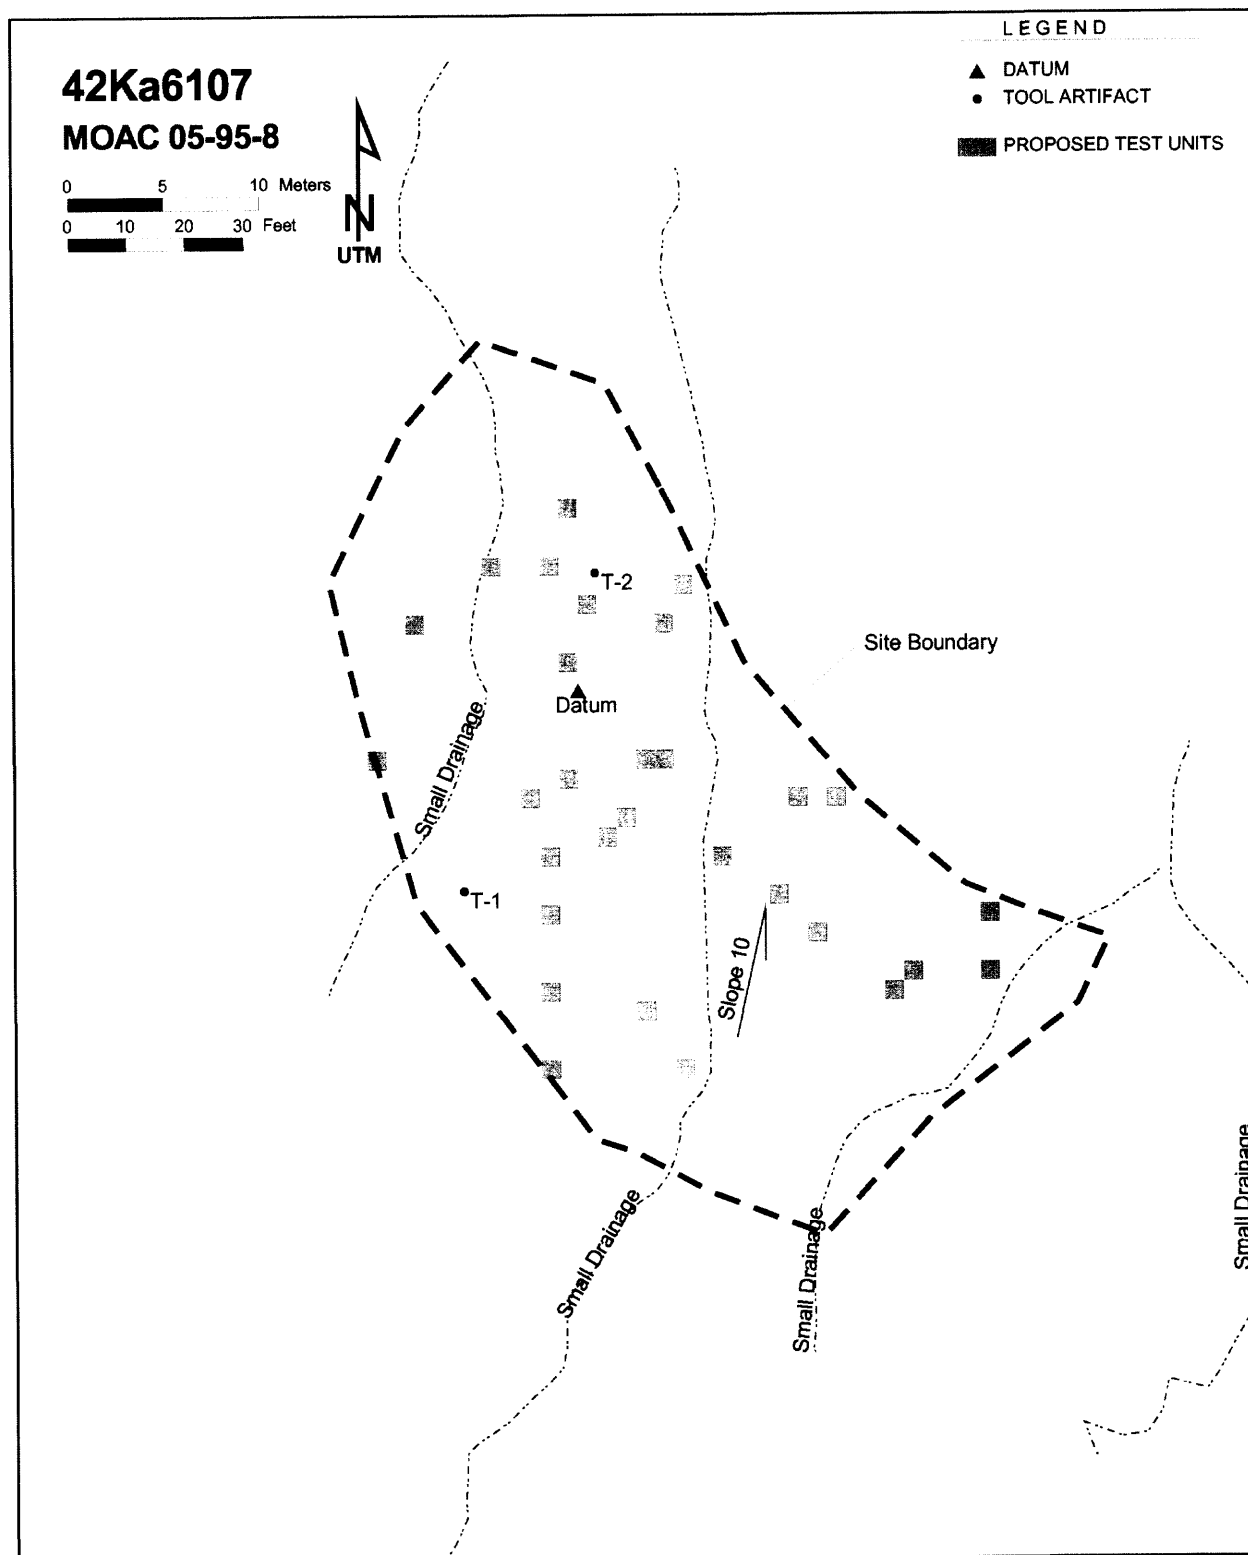 LEGEND
42Ka6107
DATUM
TOOL ARTIFACT
MOAC 05-95-8
PROPOSED TEST UNITS
0 5 10 Meters
0 10 20 30 Feet
N
UTM
T-2
Site Boundary
Datum
Small Drainage
T-1
Slope 10
Small Drainage
Small Drainage
Small Drainage